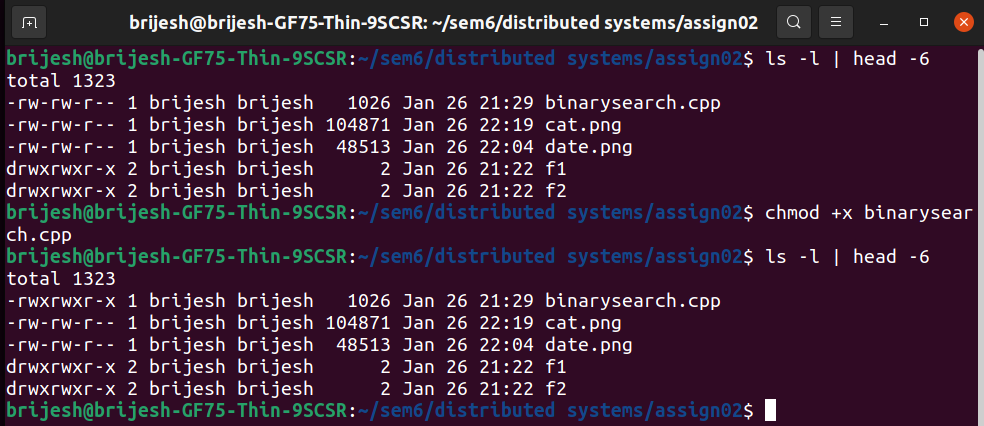 brijesh@brijesh-GF75-Thin-9SCSR: ~/sem6/distributed systems/assign02
brijesh@brijesh-GF75-Thin-9SCSR:~/sem6/distributed systems/assign02$ ls -l | head -6
total 1323
-rw-rw-r-- 1 brijesh brijesh   1026 Jan 26 21:29 binarysearch.cpp
-rw-rw-r-- 1 brijesh brijesh 104871 Jan 26 22:19 cat.png
-rw-rw-r-- 1 brijesh brijesh  48513 Jan 26 22:04 date.png
drwxrwxr-x 2 brijesh brijesh      2 Jan 26 21:22 f1
drwxrwxr-x 2 brijesh brijesh      2 Jan 26 21:22 f2
brijesh@brijesh-GF75-Thin-9SCSR:~/sem6/distributed systems/assign02$ chmod +x binarysear
ch.cpp
brijesh@brijesh-GF75-Thin-9SCSR:~/sem6/distributed systems/assign02$ ls -l | head -6
total 1323
-rwxrwxr-x 1 brijesh brijesh   1026 Jan 26 21:29 binarysearch.cpp
-rw-rw-r-- 1 brijesh brijesh 104871 Jan 26 22:19 cat.png
-rw-rw-r-- 1 brijesh brijesh  48513 Jan 26 22:04 date.png
drwxrwxr-x 2 brijesh brijesh      2 Jan 26 21:22 f1
drwxrwxr-x 2 brijesh brijesh      2 Jan 26 21:22 f2
brijesh@brijesh-GF75-Thin-9SCSR:~/sem6/distributed systems/assign02$